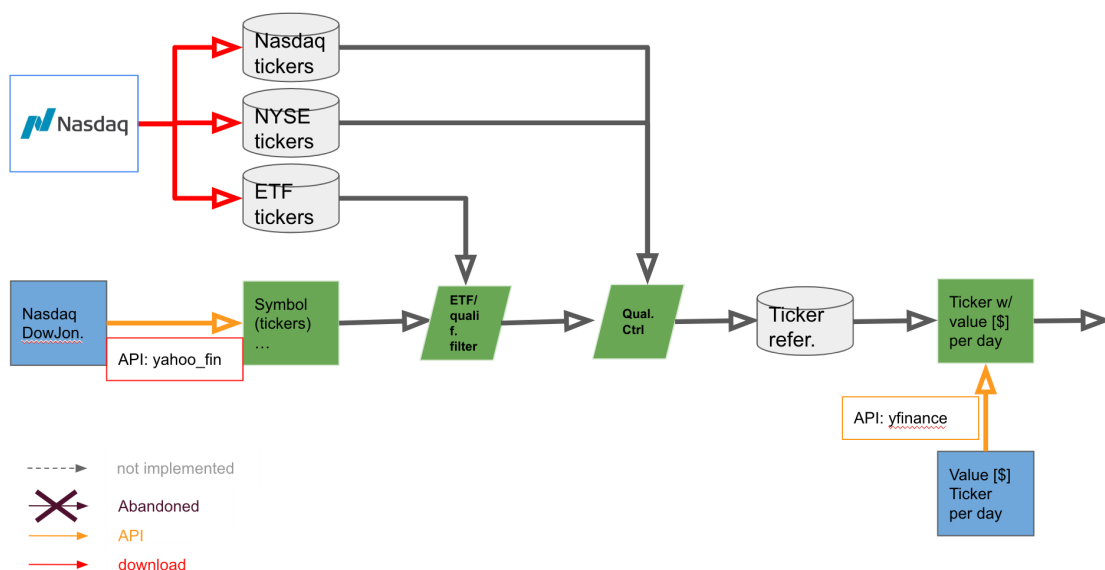 Nasdaq
tickers
Nasdaq
NYSE
tickers
ETF
tickers
Nasdaq
DowJon.
API: yahoo_fin
Symbol
(tickers)
…
ETF/
quali
f.
filter
Qual.
Ctrl
Ticker
refer.
Ticker w/
value [$]
per day
API: yfinance
Value [$]
Ticker
per day
not implemented
Abandoned
API
download